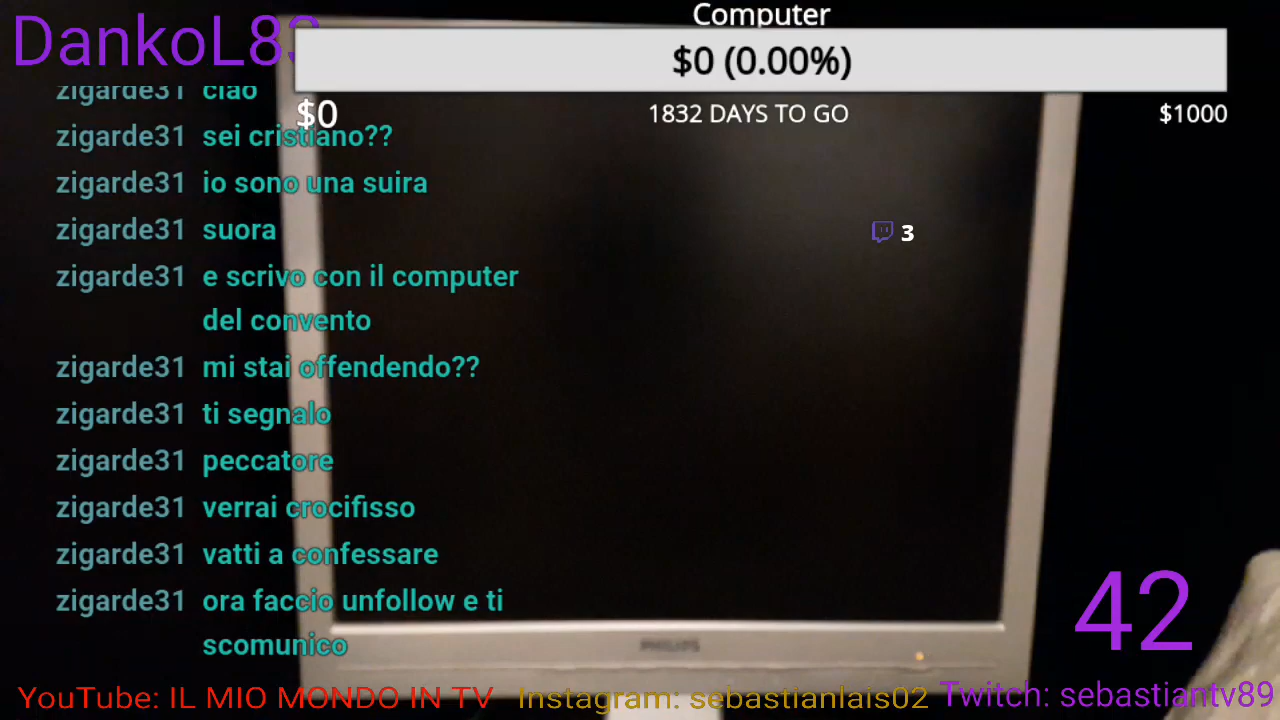 Computer
DankoL83
$0 (0.00%)
zigarde31 ciao
$0 1832 DAYS TO GO $1000
zigarde31 sei cristiano??
zigarde31 io sono una suira
zigarde31 suora
3
zigarde31 e scrivo con il computer
del convento
zigarde31 mi stai offendendo??
zigarde31 ti segnalo
zigarde31 peccatore
zigarde31 verrai crocifisso
zigarde31 vatti a confessare
zigarde31 ora faccio unfollow e ti
scomunico
42
PHILIPS
YouTube: IL MIO MONDO IN TV Instagram: sebastianlais02 Twitch: sebastiantv89